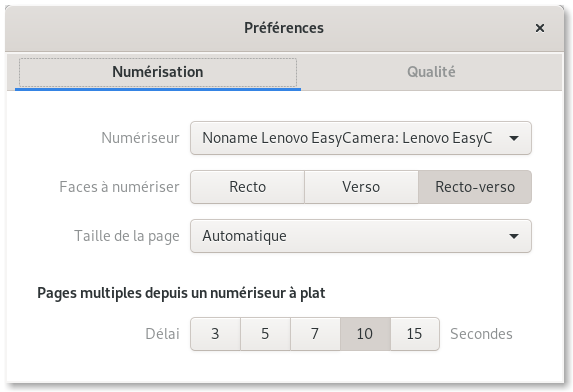 Préférences
Numérisation
Qualité
Numériseur
Noname Lenovo EasyCamera: Lenovo EasyC
Faces à numériser
Recto
Verso
Recto-verso
Taille de la page
Automatique
Pages multiples depuis un numériseur à plat
Délai
3
5
7
10
15
Secondes